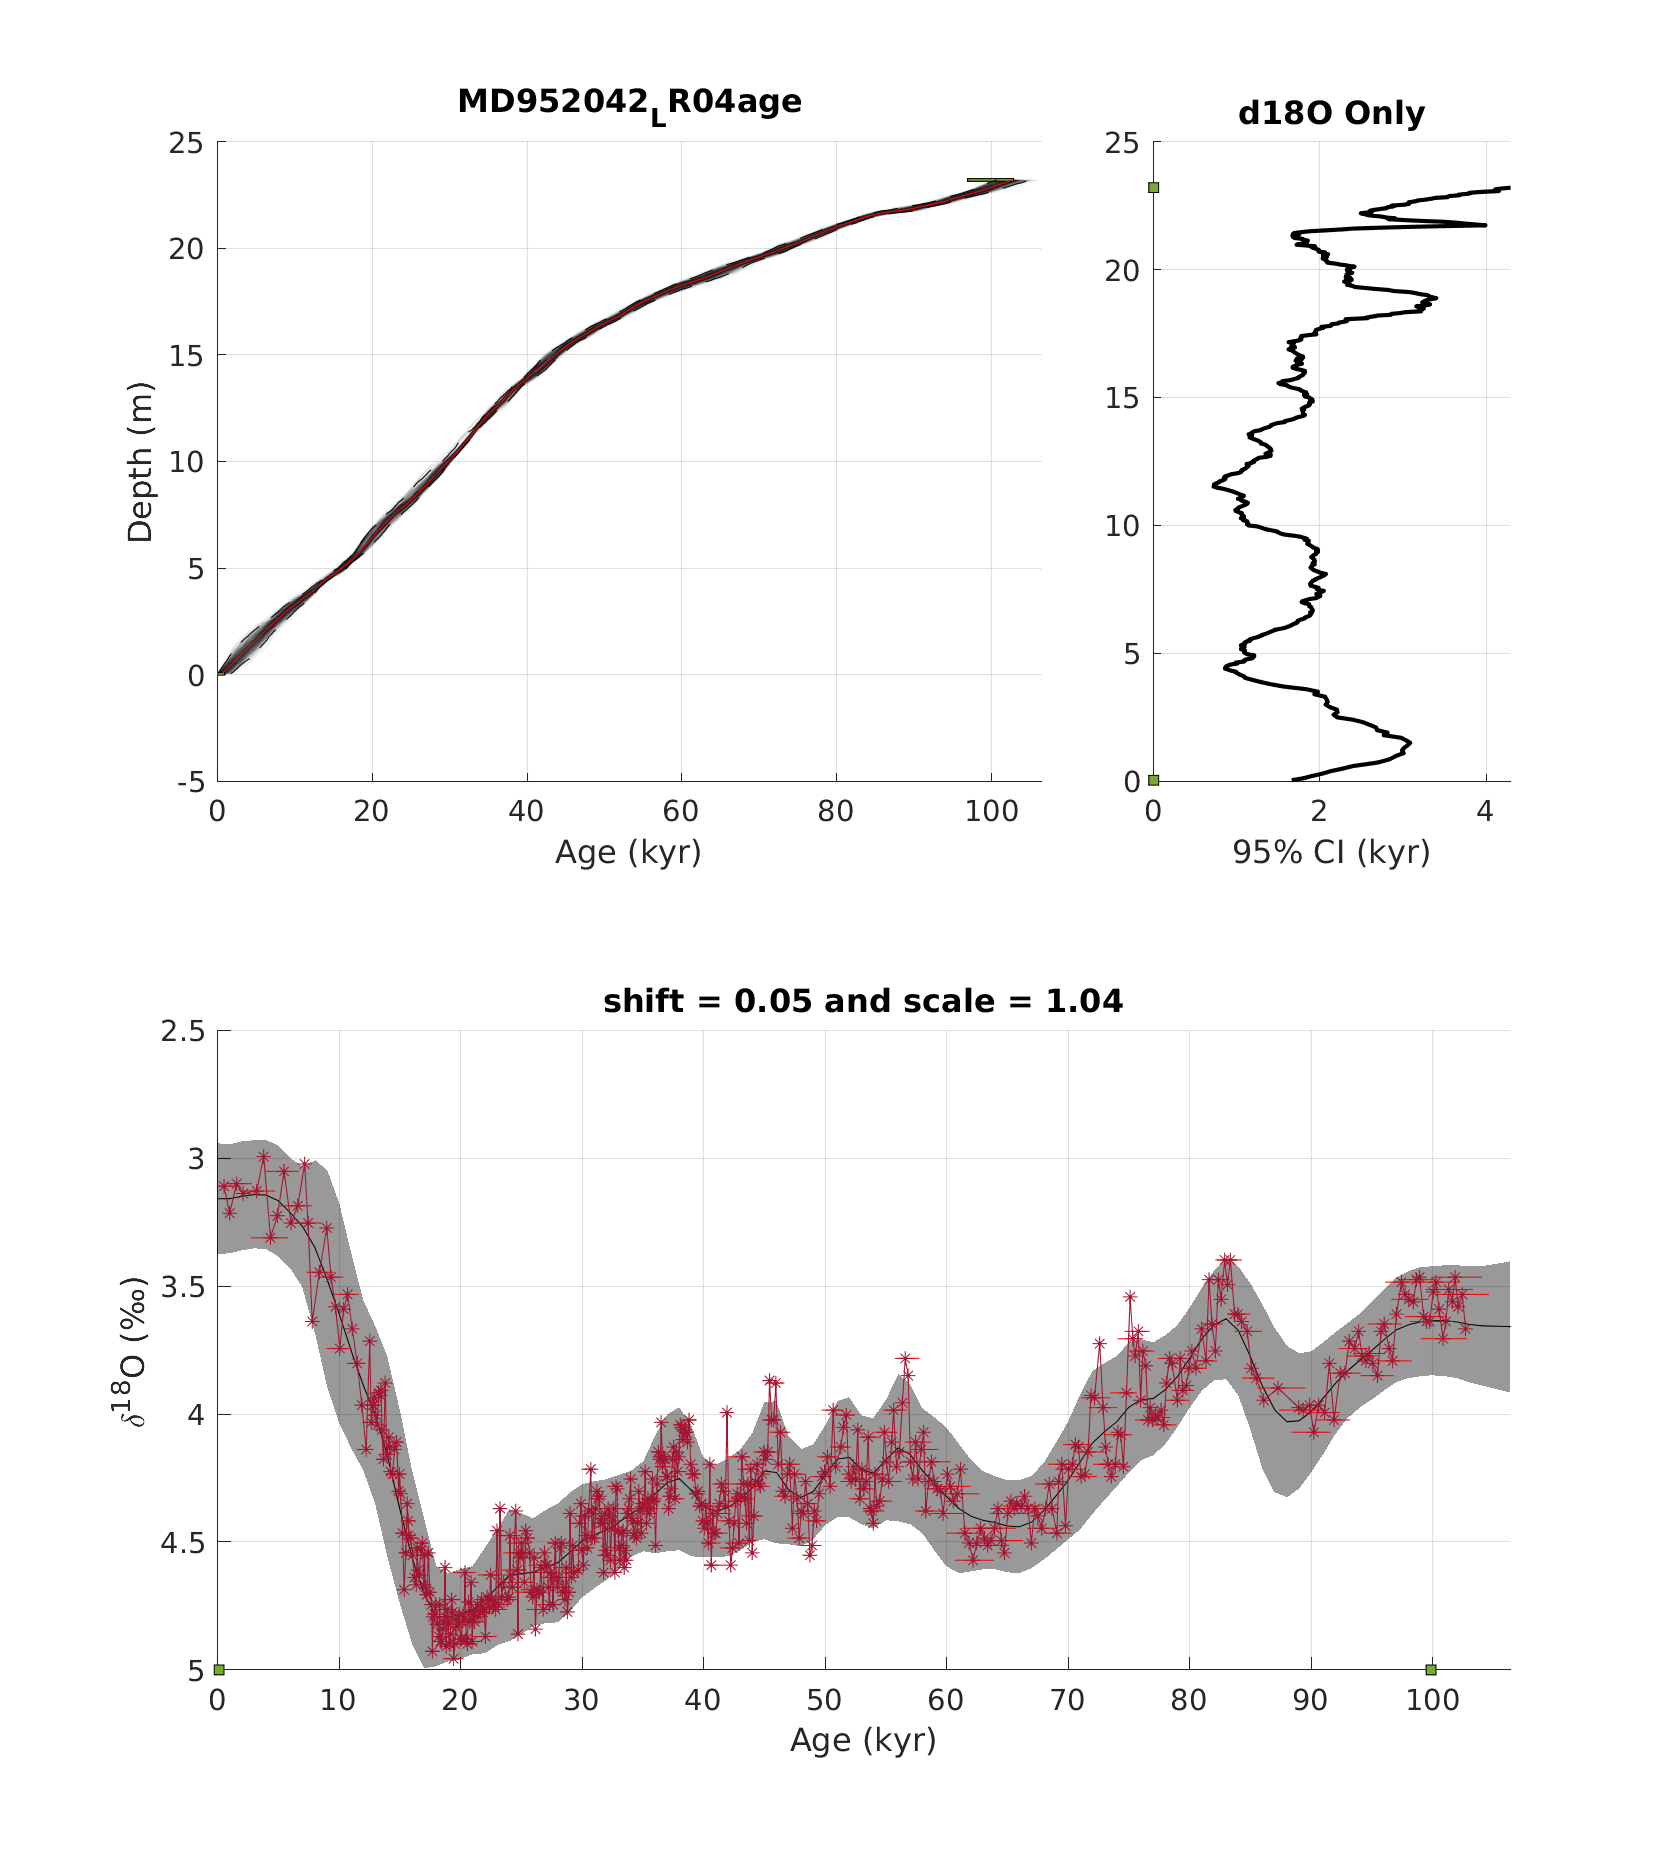 MD952042LR04age
d18O Only
25
20
15
10
5
0
-5
0 20 40 60 80 100
Depth (m)
Age (kyr)
25
20
15
10
5
0
0 2 4
95% CI (kyr)
shift = 0.05 and scale = 1.04
2.5
3
3.5
4
4.5
5
0 10 20 30 40 50 60 70 80 90 100
δ18O (‰)
Age (kyr)